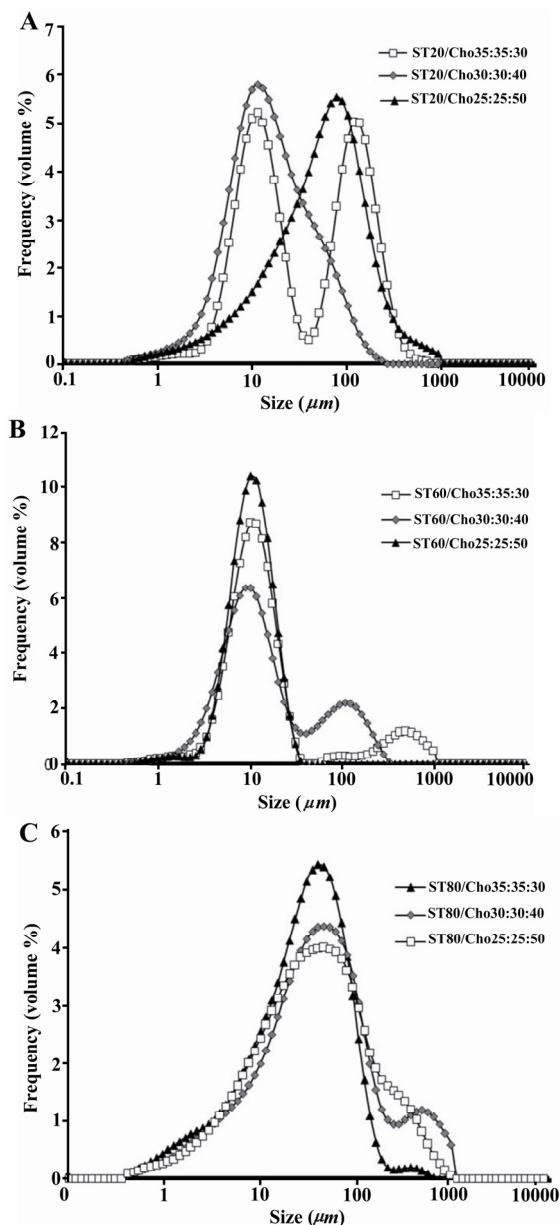 A
Frequency (volume %)
7
6
5
4
3
2
1
0
ST20/Cho35:35:30
ST20/Cho30:30:40
ST20/Cho25:25:50
0.1 1 10 100 1000 10000
Size (μm)
B
Frequency (volume %)
12
10
8
6
4
2
0
ST60/Cho35:35:30
ST60/Cho30:30:40
ST60/Cho25:25:50
0.1 1 10 100 1000 10000
Size (μm)
C
Frequency (volume %)
6
5
4
3
2
1
0
ST80/Cho35:35:30
ST80/Cho30:30:40
ST80/Cho25:25:50
0 1 10 100 1000 10000
Size (μm)